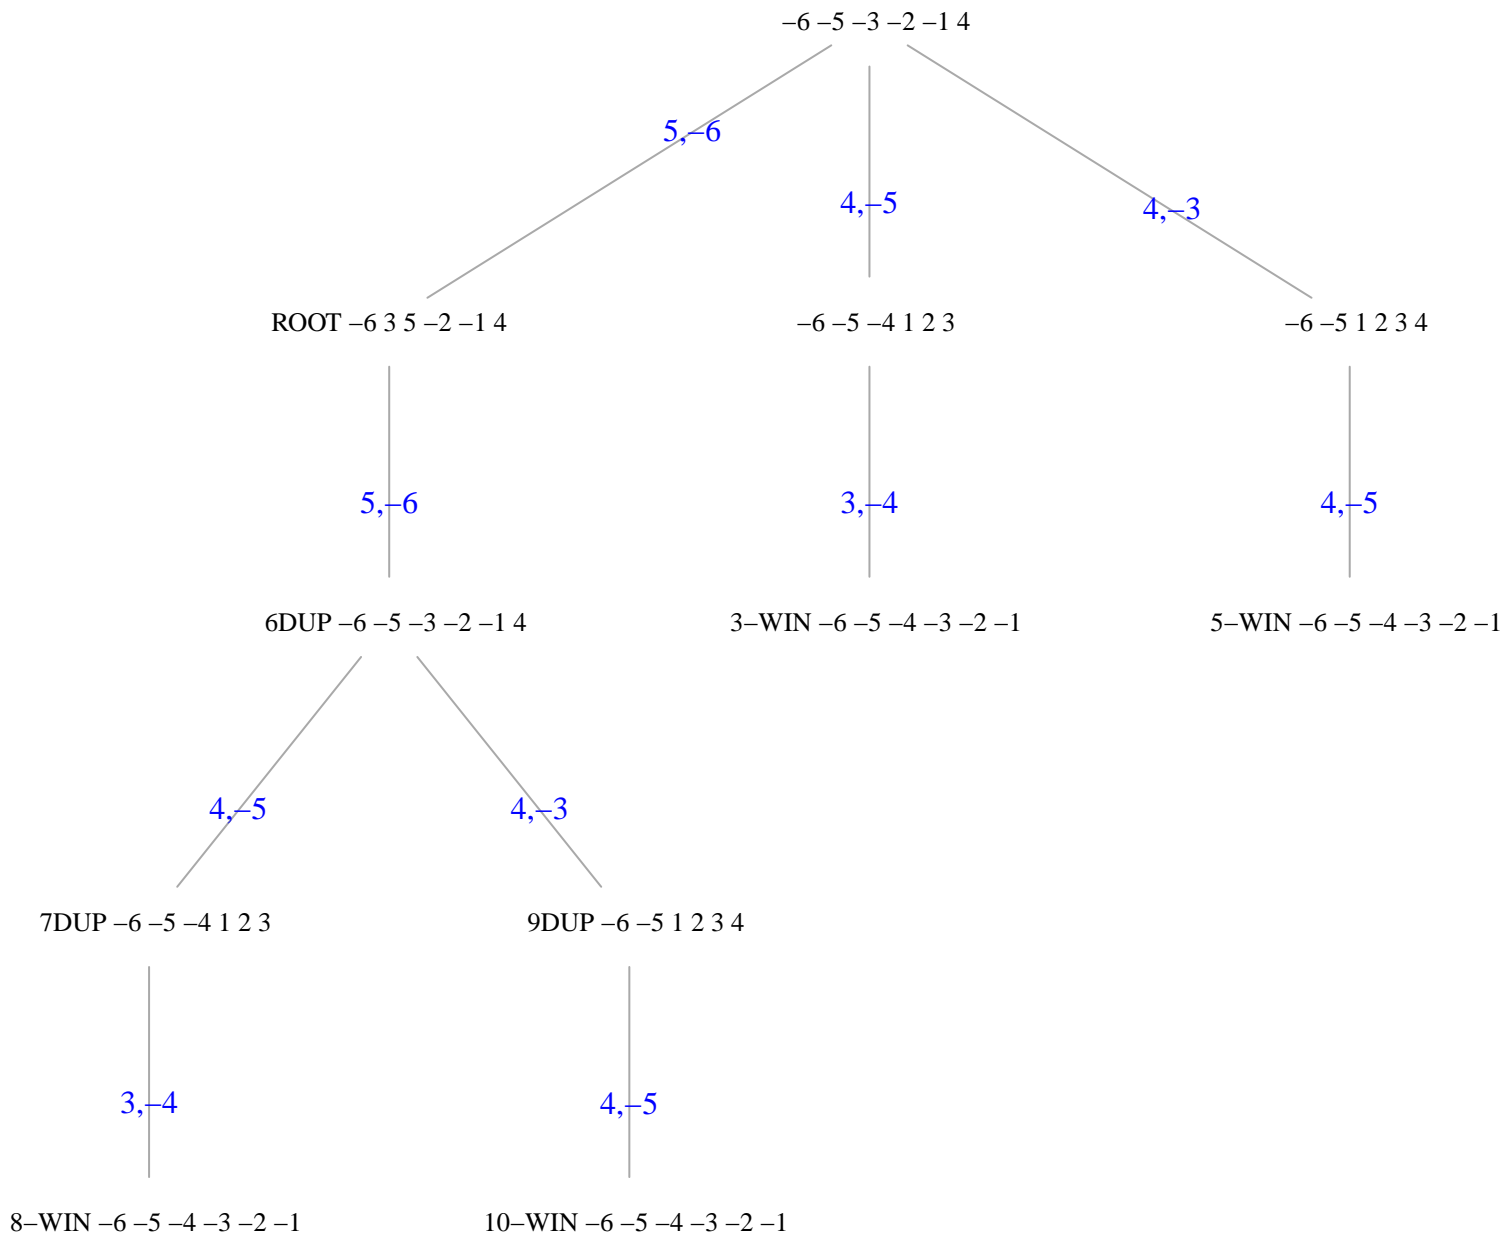 –6 –5 –3 –2 –1 4
5,–6
4,–5
4,–3
ROOT –6 3 5 –2 –1 4
–6 –5 –4 1 2 3
–6 –5 1 2 3 4
5,–6
3,–4
4,–5
6DUP –6 –5 –3 –2 –1 4
3–WIN –6 –5 –4 –3 –2 –1
5–WIN –6 –5 –4 –3 –2 –1
4,–5
4,–3
7DUP –6 –5 –4 1 2 3
9DUP –6 –5 1 2 3 4
3,–4
4,–5
8–WIN –6 –5 –4 –3 –2 –1
10–WIN –6 –5 –4 –3 –2 –1